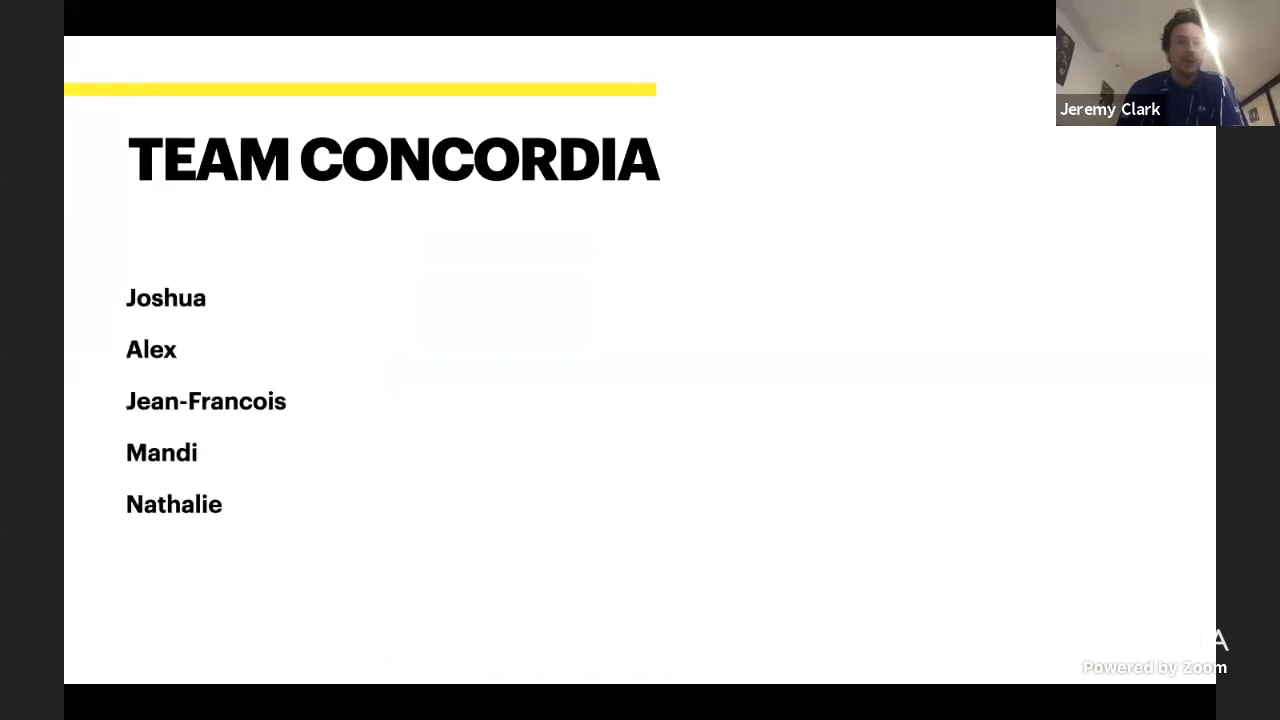 TEAM CONCORDIA
Jeremy Clark
Joshua
Alex
Jean-Francois
Mandi
Nathalie
A
Powered by Zoom